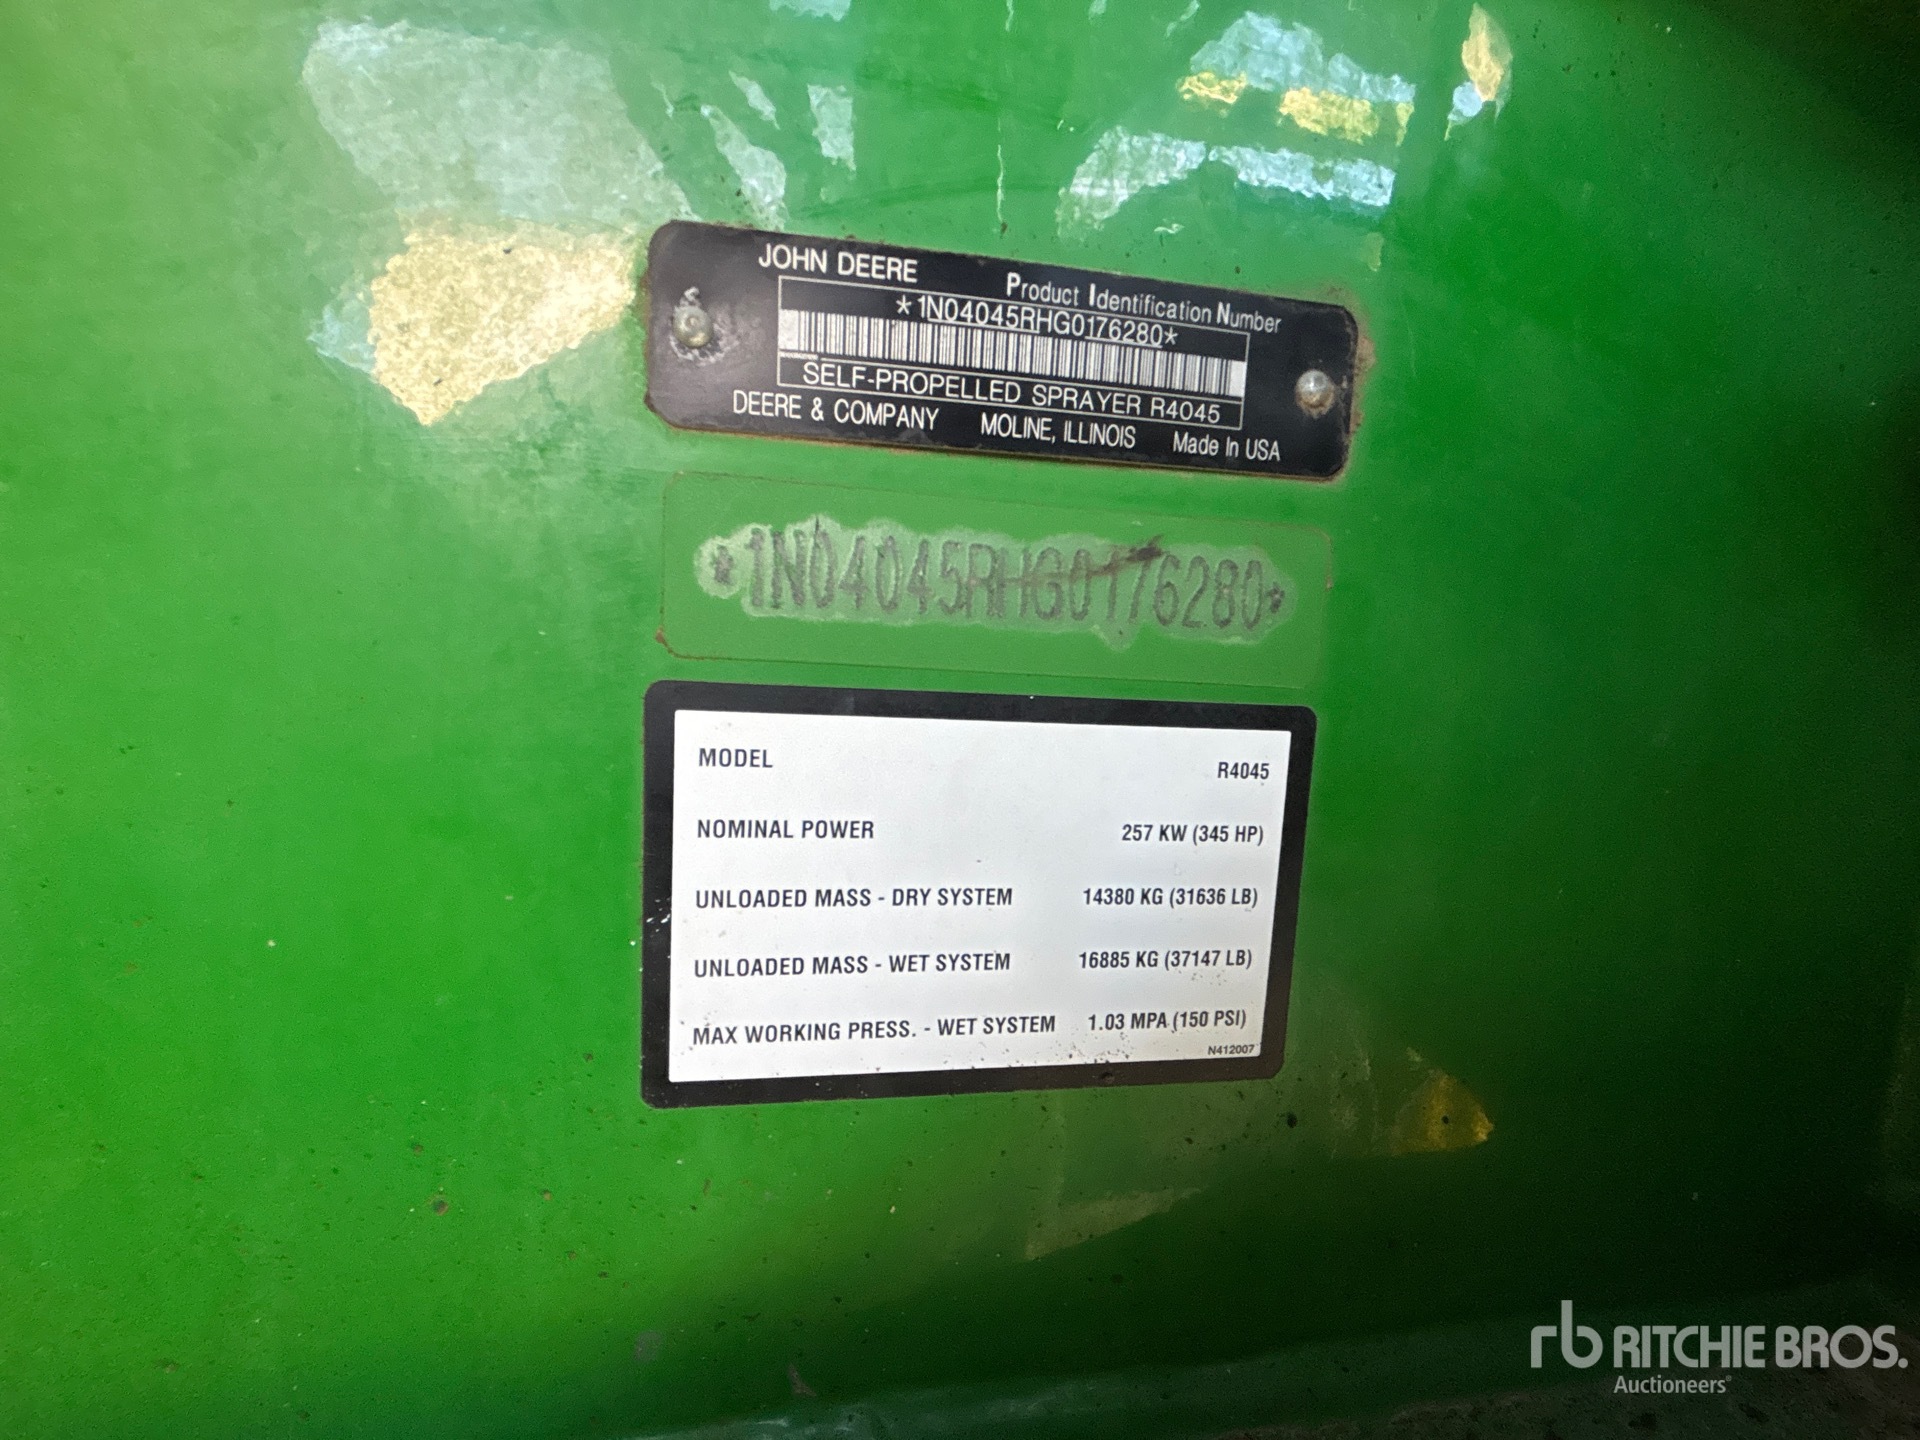 JOHN DEERE
Product Identification Number
*1N04045RHG0176280*
SELF-PROPELLED SPRAYER R4045
DEERE & COMPANY MOLINE, ILLINOIS Made In USA
*1N04045RHG0176280*
MODEL R4045
NOMINAL POWER 257 KW (345 HP)
UNLOADED MASS - DRY SYSTEM 14380 KG (31636 LB)
UNLOADED MASS - WET SYSTEM 16885 KG (37147 LB)
MAX WORKING PRESS. - WET SYSTEM 1.03 MPA (150 PSI)
N412007
rb RITCHIE BROS.
Auctioneers